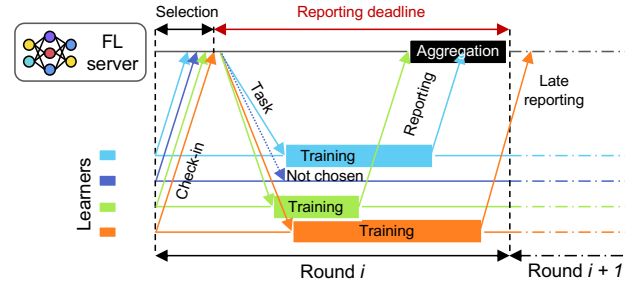 Selection
Reporting deadline
FL
server
Aggregation
Task
Reporting
Late
reporting
Check-in
Learners
Training
Not chosen
Training
Training
Round i
Round i + 1